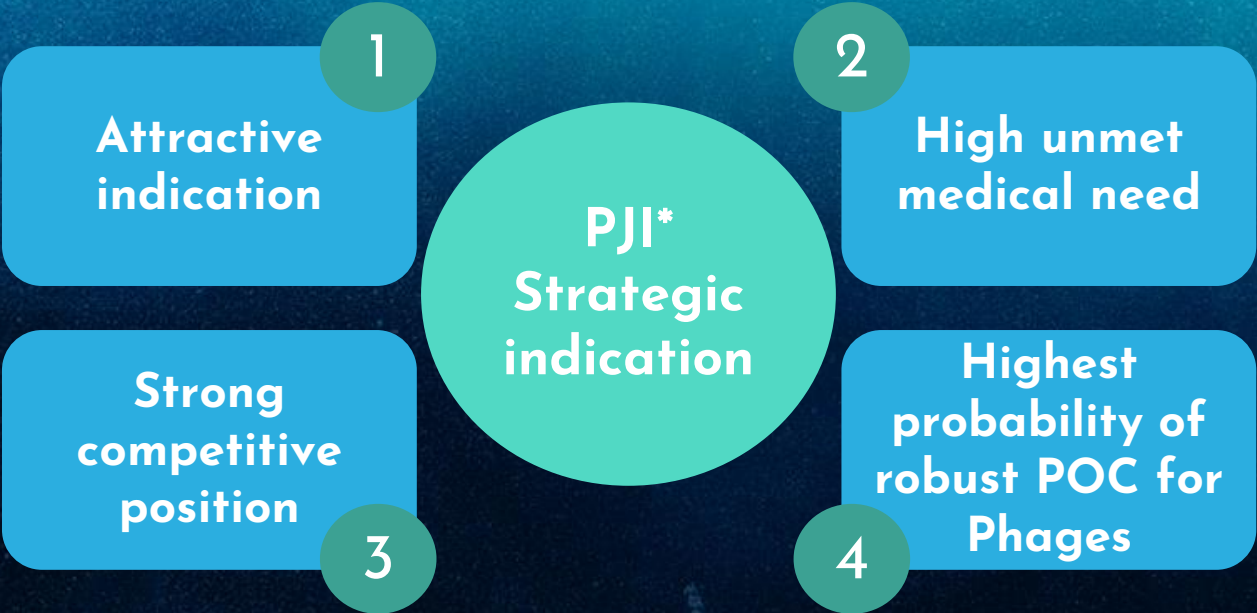 1
Attractive
indication
2
High unmet
medical need
PJI*
Strategic
indication
Strong
competitive
position
3
Highest
probability of
robust POC for
Phages
4